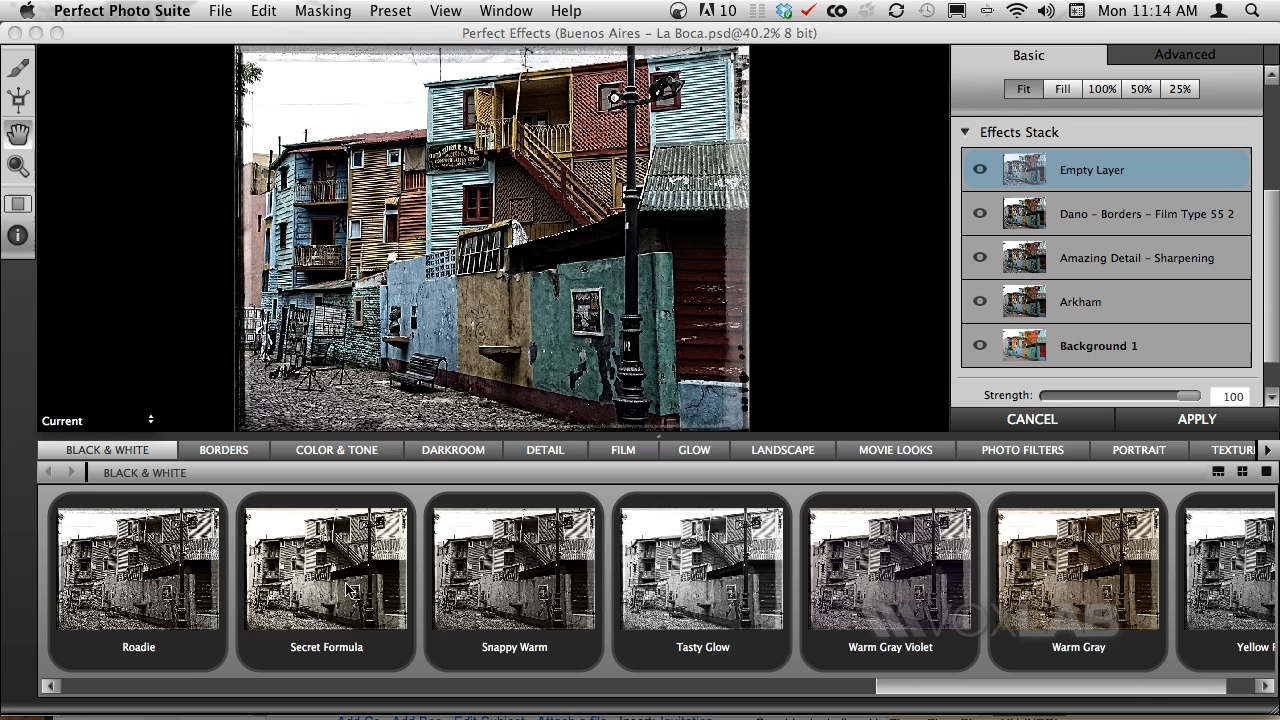 Perfect Photo Suite File Edit Masking Preset View Window Help 10 Mon 11:14 AM
Perfect Effects (Buenos Aires – La Boca.psd@40.2% 8 bit)
Basic Advanced
Fit Fill 100% 50% 25%
Effects Stack
Empty Layer
Dano – Borders – Film Type 55 2
Amazing Detail – Sharpening
Arkham
Background 1
Strength: 100
Current
CANCEL APPLY
BLACK & WHITE BORDERS COLOR & TONE DARKROOM DETAIL FILM GLOW LANDSCAPE MOVIE LOOKS PHOTO FILTERS PORTRAIT TEXTUR
BLACK & WHITE
VOXLAB
Roadie Secret Formula Snappy Warm Tasty Glow Warm Gray Violet Warm Gray Yellow